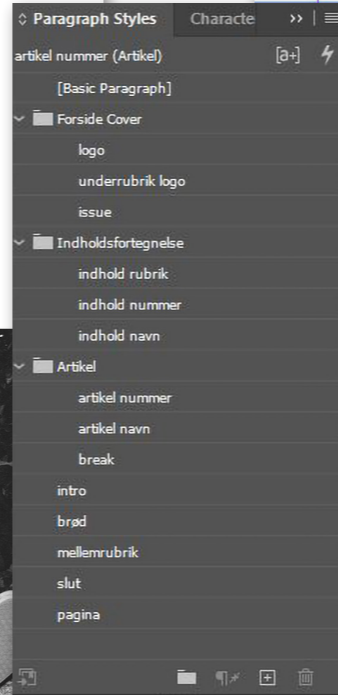 Paragraph Styles Characte
artikel nummer (Artikel) [a+]
[Basic Paragraph]
Forside Cover
logo
underrubrik logo
issue
Indholdsfortegnelse
indhold rubrik
indhold nummer
indhold navn
Artikel
artikel nummer
artikel navn
break
intro
brød
mellemrubrik
slut
pagina